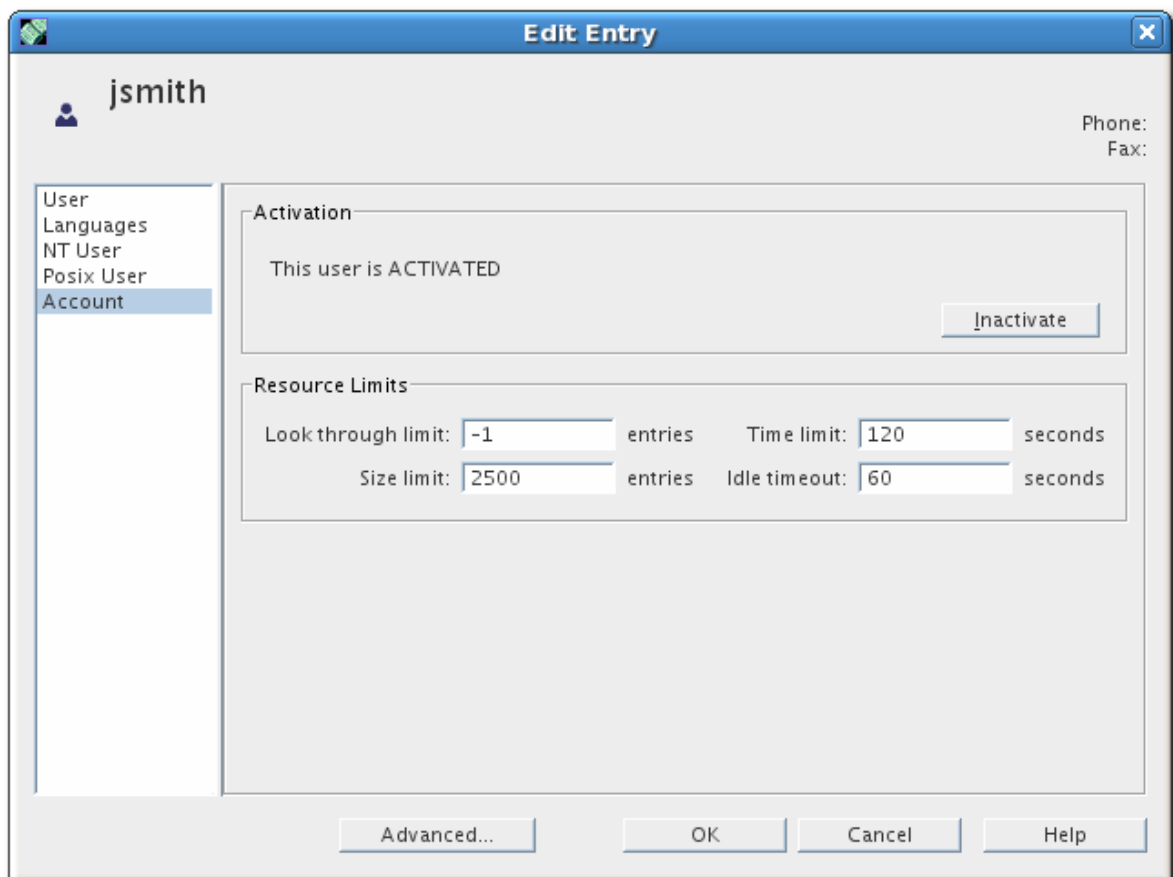 Edit Entry
jsmith
Phone:
Fax:
User
Languages
NT User
Posix User
Account
Activation
This user is ACTIVATED
Inactivate
Resource Limits
Look through limit: -1 entries Time limit: 120 seconds
Size limit: 2500 entries Idle timeout: 60 seconds
Advanced... OK Cancel Help